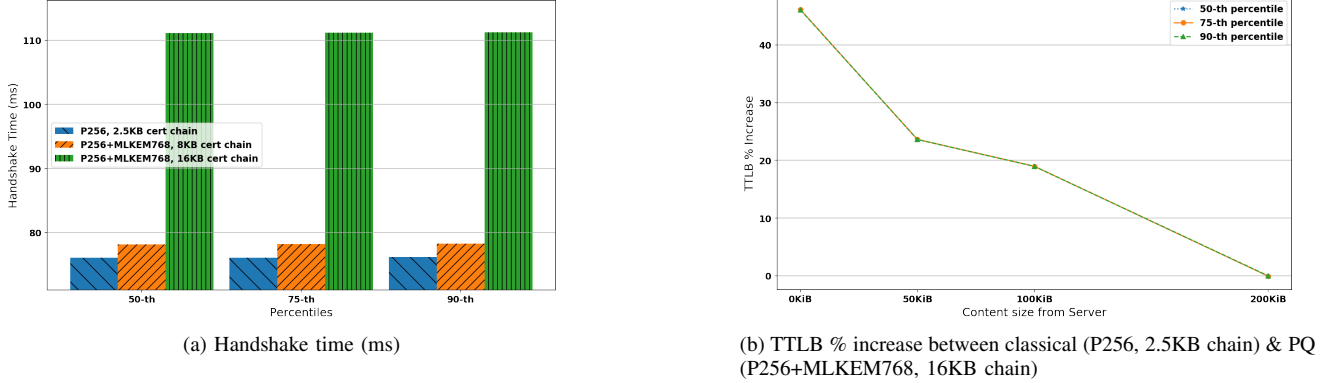 110
100
90
80
Handshake Time (ms)
P256, 2.5KB cert chain
P256+MLKEM768, 8KB cert chain
P256+MLKEM768, 16KB cert chain
50-th
75-th
90-th
Percentiles
(a) Handshake time (ms)
50-th percentile
75-th percentile
90-th percentile
40
30
20
10
0
TTLB % Increase
0KiB
50KiB
100KiB
200KiB
Content size from Server
(b) TTLB % increase between classical (P256, 2.5KB chain) & PQ
(P256+MLKEM768, 16KB chain)